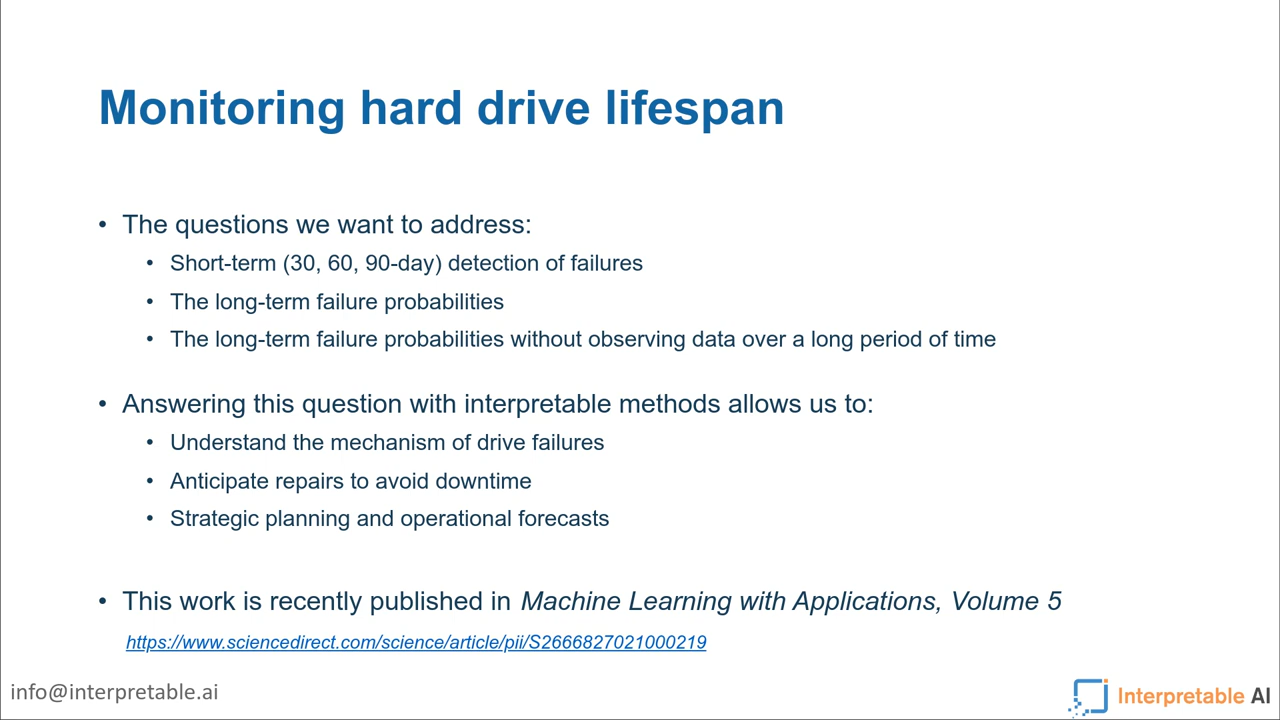 Monitoring hard drive lifespan
• The questions we want to address:
• Short-term (30, 60, 90-day) detection of failures
• The long-term failure probabilities
• The long-term failure probabilities without observing data over a long period of time
• Answering this question with interpretable methods allows us to:
• Understand the mechanism of drive failures
• Anticipate repairs to avoid downtime
• Strategic planning and operational forecasts
• This work is recently published in Machine Learning with Applications, Volume 5
https://www.sciencedirect.com/science/article/pii/S2666827021000219
info@interpretable.ai
Interpretable AI